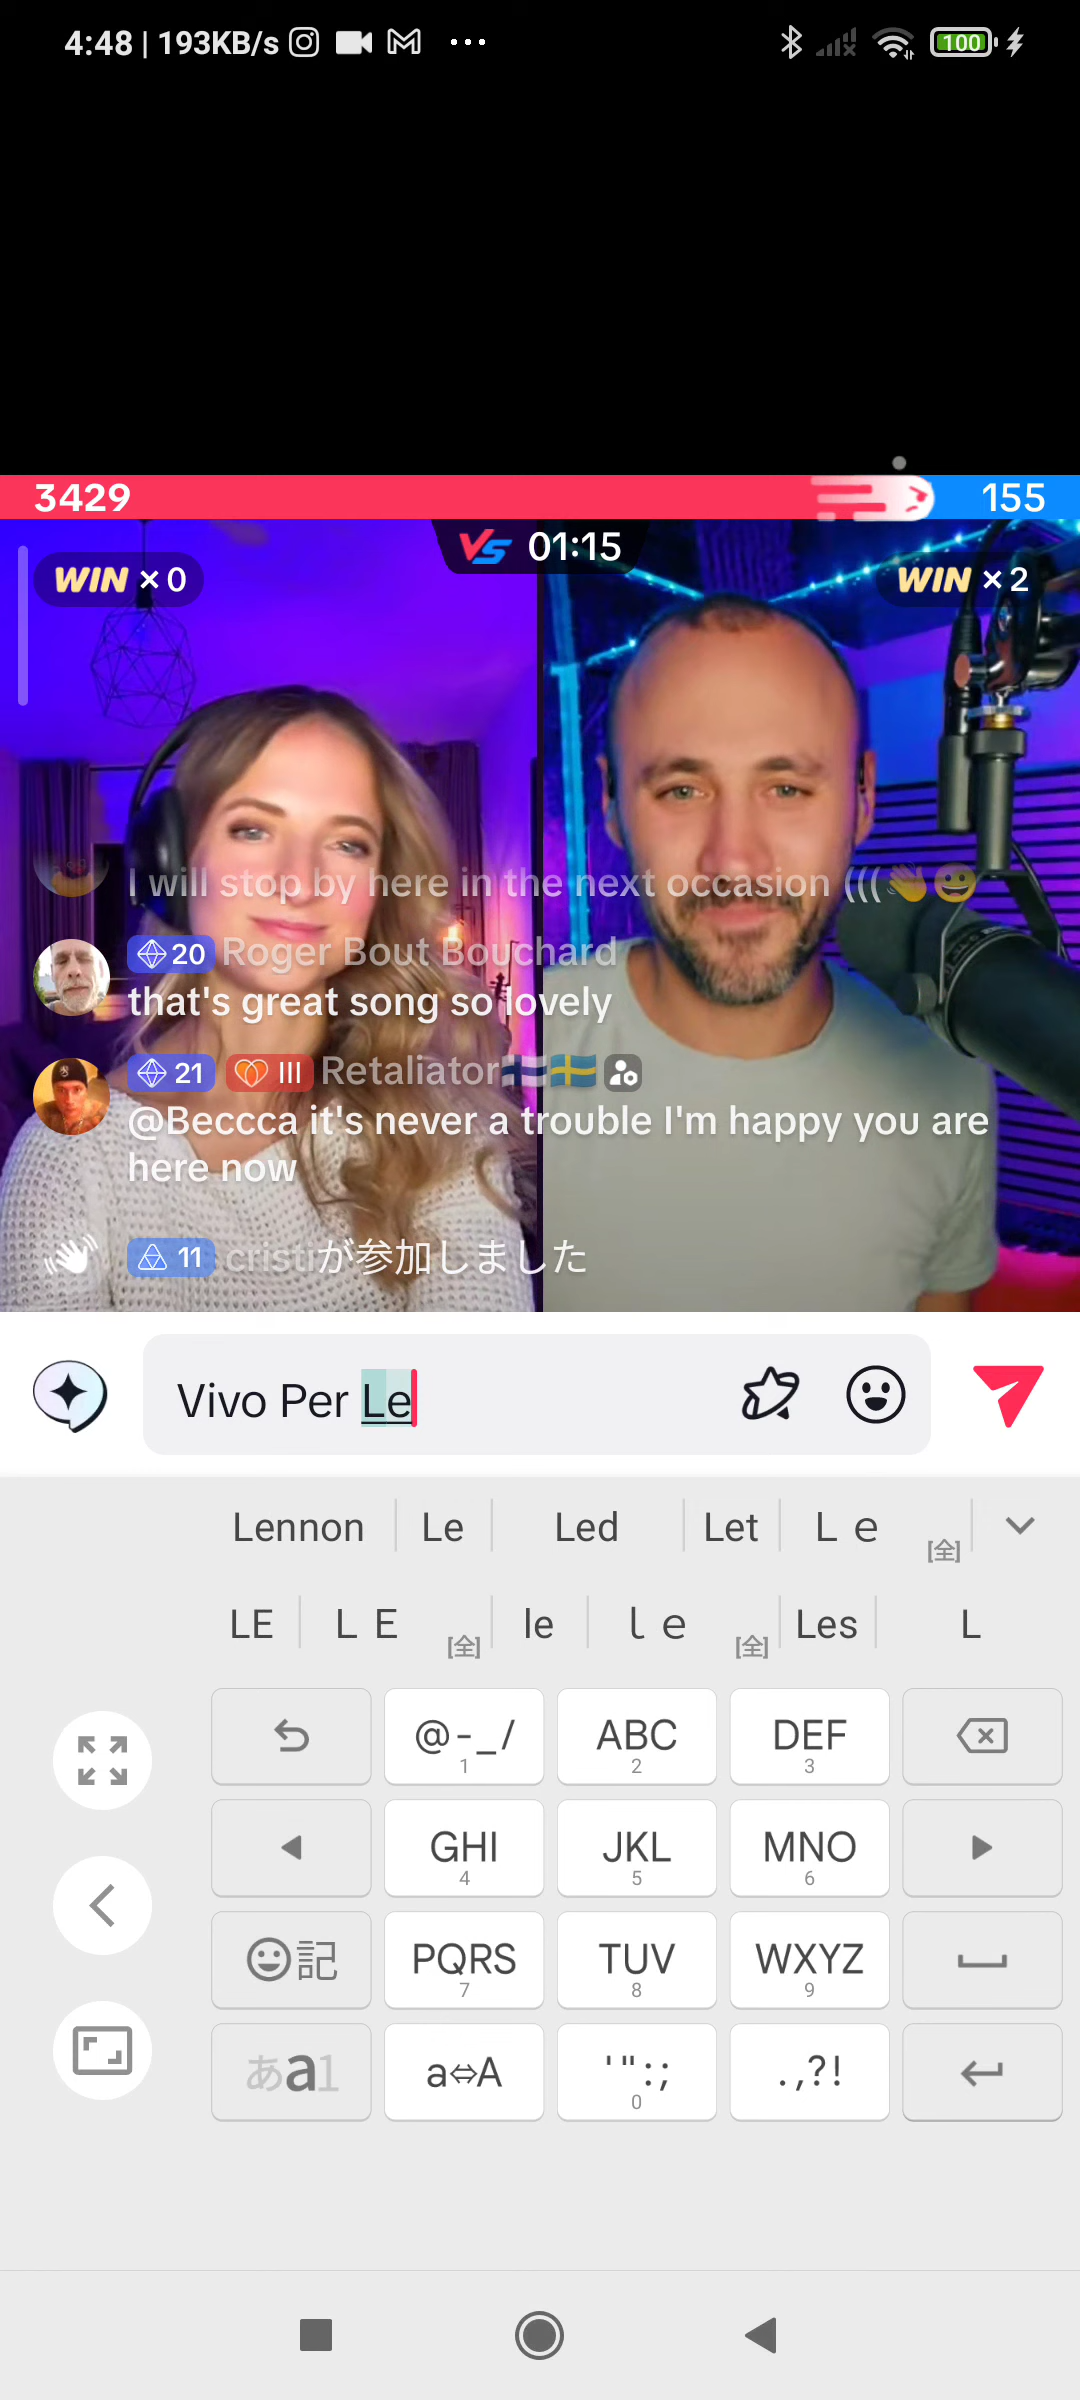 4:48 | 193KB/s
100
3429
155
VS 01:15
WIN ×0
WIN ×2
I will stop by here in the next occasion (((👋😀
20 Roger Bout Bouchard
that's great song so lovely
21 III Retaliator🇫🇮🇸🇪
@Beccca it's never a trouble I'm happy you are
here now
11 cristiが参加しました
Vivo Per Le
Lennon Le Led Let Ｌｅ [全]
LE ＬＥ [全] le ｌｅ [全] Les L
@-_/ 1 ABC 2 DEF 3
GHI 4 JKL 5 MNO 6
記 PQRS 7 TUV 8 WXYZ 9
あa1 a⇔A '":; 0 .,?!